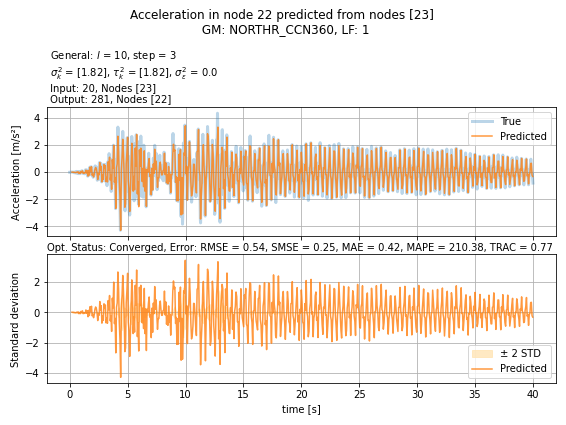 Acceleration in node 22 predicted from nodes [23]
GM: NORTHR_CCN360, LF: 1
General: l = 10, step = 3
σ²ₖ = [1.82], τ²ₖ = [1.82], σ²ε = 0.0
Input: 20, Nodes [23]
Output: 281, Nodes [22]
Acceleration [m/s²]
4
2
0
−2
−4
True
Predicted
Opt. Status: Converged, Error: RMSE = 0.54, SMSE = 0.25, MAE = 0.42, MAPE = 210.38, TRAC = 0.77
Standard deviation
2
0
−2
−4
± 2 STD
Predicted
0 5 10 15 20 25 30 35 40
time [s]